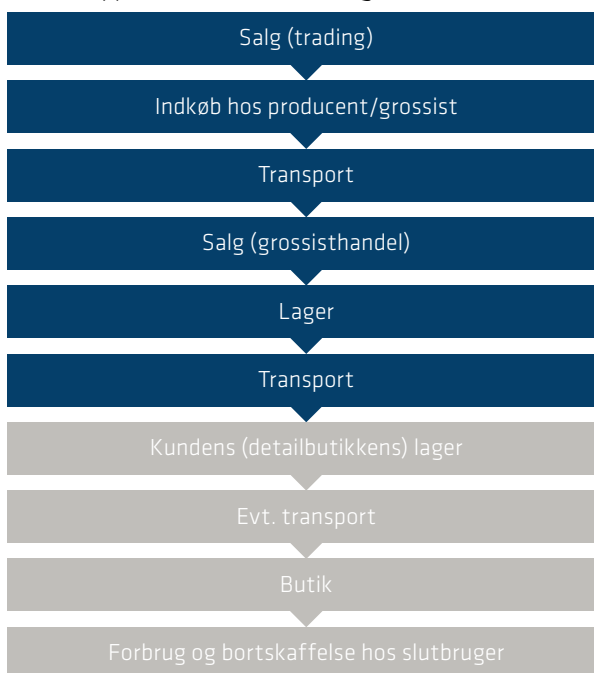 Salg (trading)
Indkøb hos producent/grossist
Transport
Salg (grossisthandel)
Lager
Transport
Kundens (detailbutikkens) lager
Evt. transport
Butik
Forbrug og bortskaffelse hos slutbruger